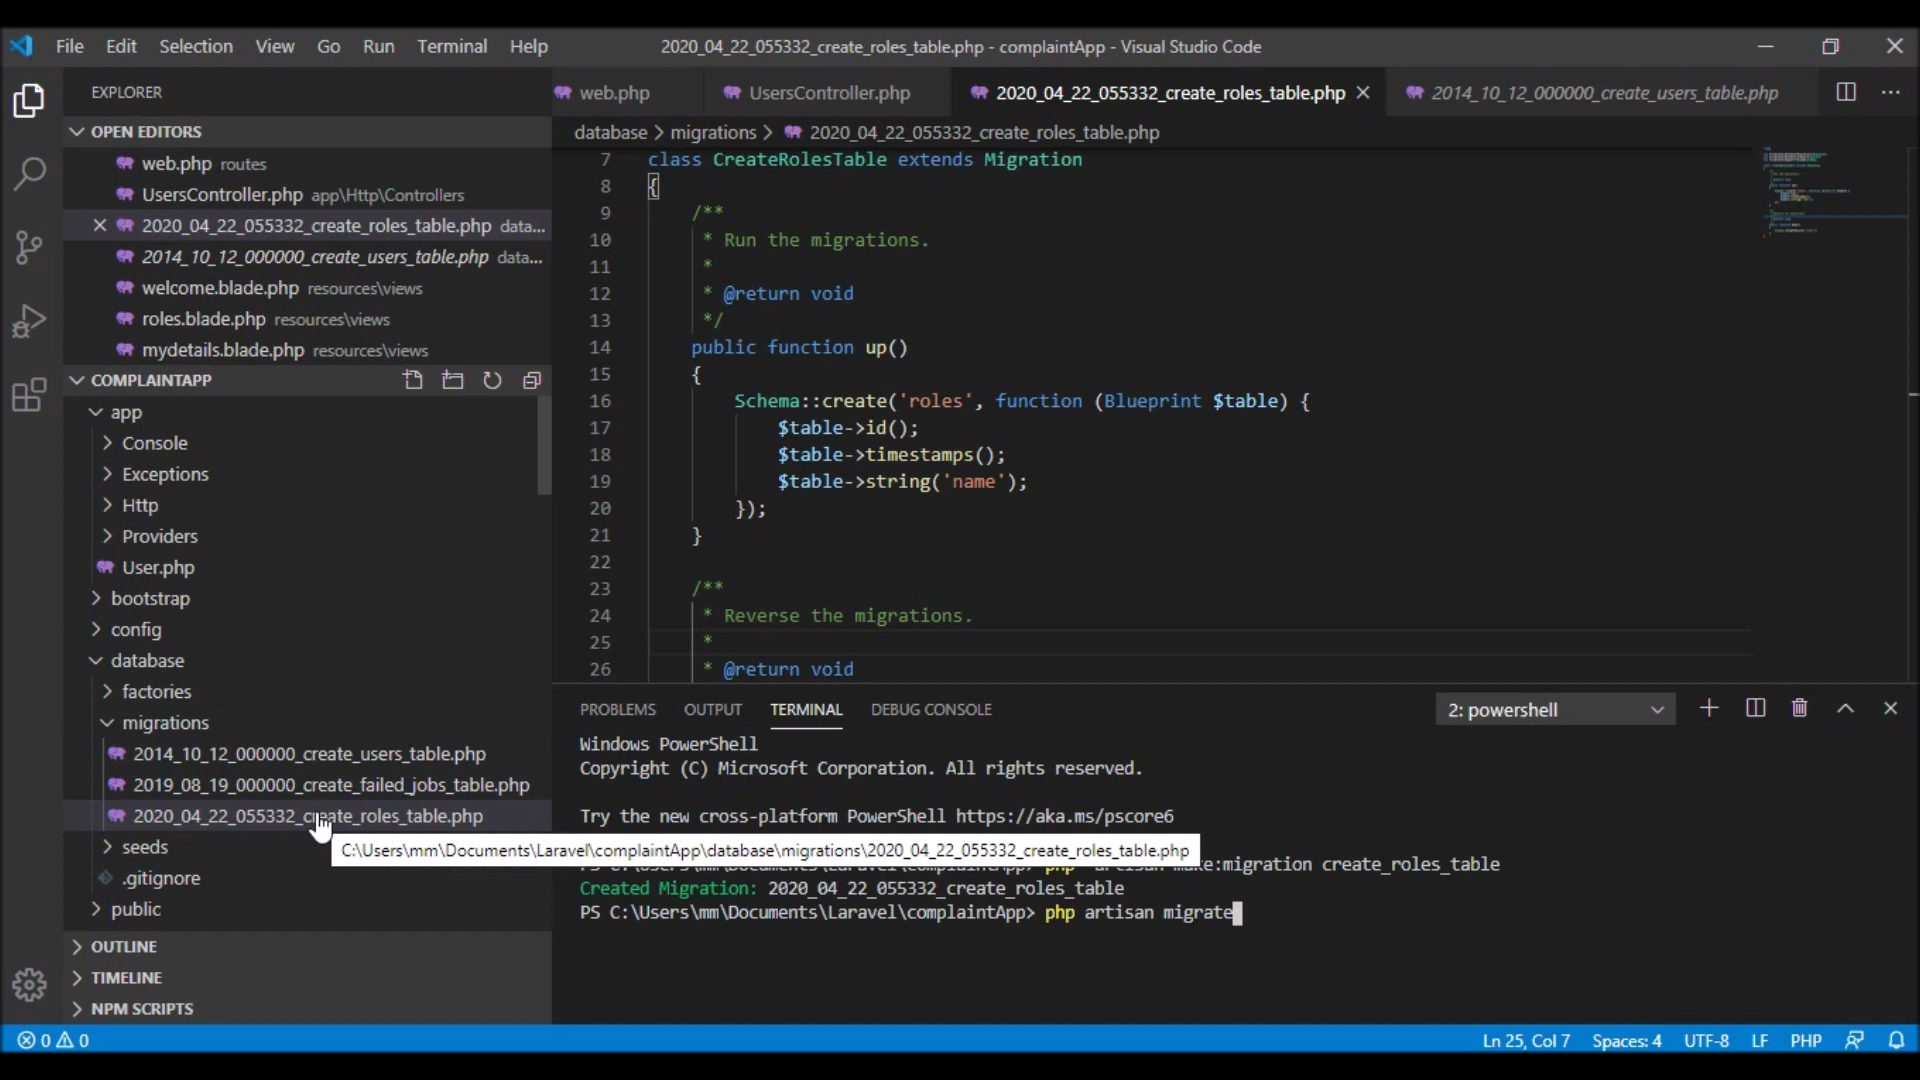 File Edit Selection View Go Run Terminal Help
2020_04_22_055332_create_roles_table.php - complaintApp - Visual Studio Code
EXPLORER
OPEN EDITORS
web.php routes
UsersController.php app\Http\Controllers
2020_04_22_055332_create_roles_table.php data...
2014_10_12_000000_create_users_table.php data...
welcome.blade.php resources\views
roles.blade.php resources\views
mydetails.blade.php resources\views
COMPLAINTAPP
app
Console
Exceptions
Http
Providers
User.php
bootstrap
config
database
factories
migrations
2014_10_12_000000_create_users_table.php
2019_08_19_000000_create_failed_jobs_table.php
2020_04_22_055332_create_roles_table.php
seeds
.gitignore
public
OUTLINE
TIMELINE
NPM SCRIPTS
web.php
UsersController.php
2020_04_22_055332_create_roles_table.php
2014_10_12_000000_create_users_table.php
database > migrations > 2020_04_22_055332_create_roles_table.php
7 class CreateRolesTable extends Migration
8 {
9 /**
10 * Run the migrations.
11 *
12 * @return void
13 */
14 public function up()
15 {
16 Schema::create('roles', function (Blueprint $table) {
17 $table->id();
18 $table->timestamps();
19 $table->string('name');
20 });
21 }
22
23 /**
24 * Reverse the migrations.
25 *
26 * @return void
PROBLEMS OUTPUT TERMINAL DEBUG CONSOLE
2: powershell
Windows PowerShell
Copyright (C) Microsoft Corporation. All rights reserved.
Try the new cross-platform PowerShell https://aka.ms/pscore6
C:\Users\mm\Documents\Laravel\complaintApp\database\migrations\2020_04_22_055332_create_roles_table.php
PS C:\Users\mm\Documents\Laravel\complaintApp> php artisan make:migration create_roles_table
Created Migration: 2020_04_22_055332_create_roles_table
PS C:\Users\mm\Documents\Laravel\complaintApp> php artisan migrate
0 0
Ln 25, Col 7 Spaces: 4 UTF-8 LF PHP